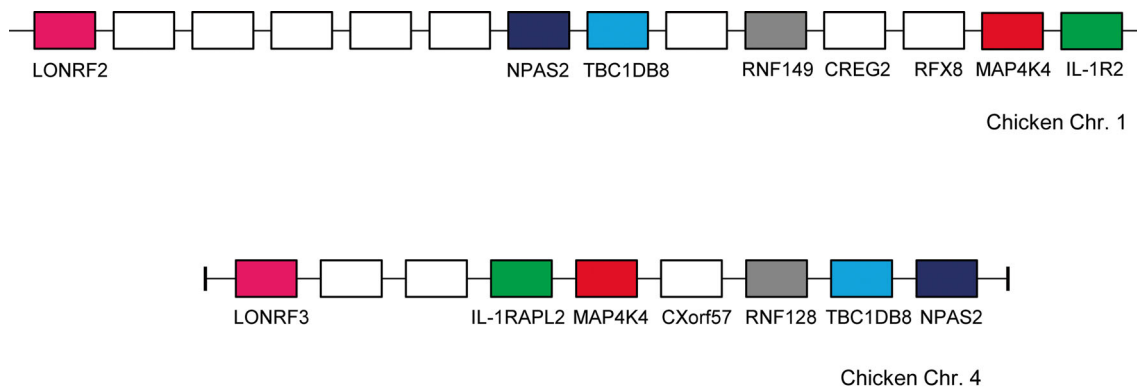 LONRF2 NPAS2 TBC1DB8 RNF149 CREG2 RFX8 MAP4K4 IL-1R2
Chicken Chr. 1
LONRF3 IL-1RAPL2 MAP4K4 CXorf57 RNF128 TBC1DB8 NPAS2
Chicken Chr. 4